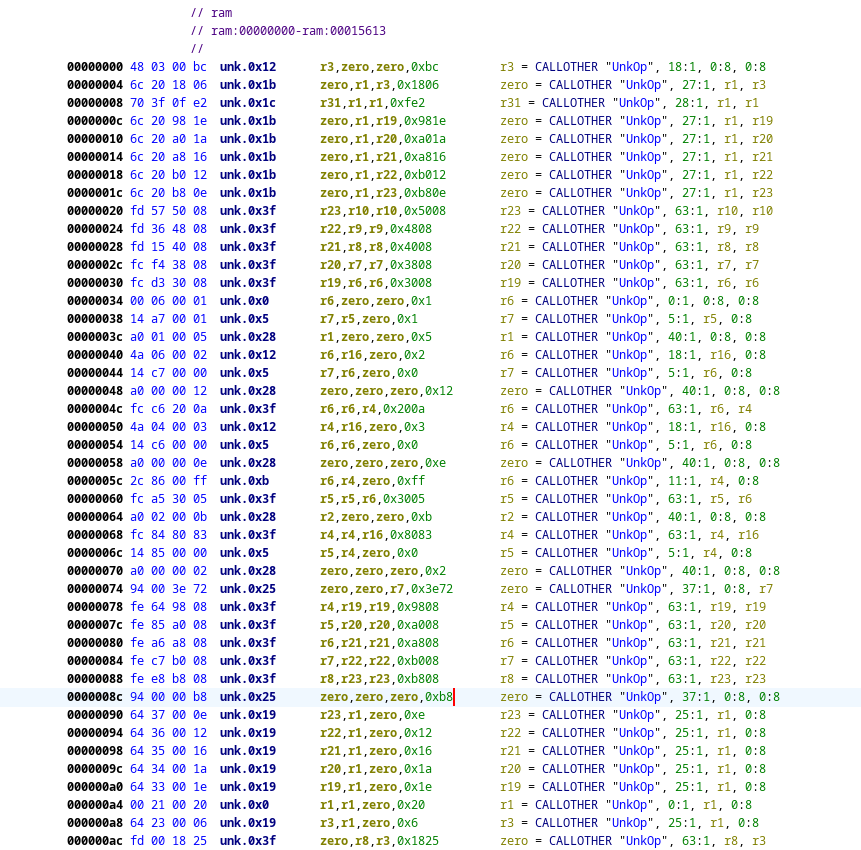 // ram
// ram:00000000-ram:00015613
//
00000000 48 03 00 bc unk.0x12 r3,zero,zero,0xbc r3 = CALLOTHER "UnkOp", 18:1, 0:8, 0:8
00000004 6c 20 18 06 unk.0x1b zero,r1,r3,0x1806 zero = CALLOTHER "UnkOp", 27:1, r1, r3
00000008 70 3f 0f e2 unk.0x1c r31,r1,r1,0xfe2 r31 = CALLOTHER "UnkOp", 28:1, r1, r1
0000000c 6c 20 98 1e unk.0x1b zero,r1,r19,0x981e zero = CALLOTHER "UnkOp", 27:1, r1, r19
00000010 6c 20 a0 1a unk.0x1b zero,r1,r20,0xa01a zero = CALLOTHER "UnkOp", 27:1, r1, r20
00000014 6c 20 a8 16 unk.0x1b zero,r1,r21,0xa816 zero = CALLOTHER "UnkOp", 27:1, r1, r21
00000018 6c 20 b0 12 unk.0x1b zero,r1,r22,0xb012 zero = CALLOTHER "UnkOp", 27:1, r1, r22
0000001c 6c 20 b8 0e unk.0x1b zero,r1,r23,0xb80e zero = CALLOTHER "UnkOp", 27:1, r1, r23
00000020 fd 57 50 08 unk.0x3f r23,r10,r10,0x5008 r23 = CALLOTHER "UnkOp", 63:1, r10, r10
00000024 fd 36 48 08 unk.0x3f r22,r9,r9,0x4808 r22 = CALLOTHER "UnkOp", 63:1, r9, r9
00000028 fd 15 40 08 unk.0x3f r21,r8,r8,0x4008 r21 = CALLOTHER "UnkOp", 63:1, r8, r8
0000002c fc f4 38 08 unk.0x3f r20,r7,r7,0x3808 r20 = CALLOTHER "UnkOp", 63:1, r7, r7
00000030 fc d3 30 08 unk.0x3f r19,r6,r6,0x3008 r19 = CALLOTHER "UnkOp", 63:1, r6, r6
00000034 00 06 00 01 unk.0x0 r6,zero,zero,0x1 r6 = CALLOTHER "UnkOp", 0:1, 0:8, 0:8
00000038 14 a7 00 01 unk.0x5 r7,r5,zero,0x1 r7 = CALLOTHER "UnkOp", 5:1, r5, 0:8
0000003c a0 01 00 05 unk.0x28 r1,zero,zero,0x5 r1 = CALLOTHER "UnkOp", 40:1, 0:8, 0:8
00000040 4a 06 00 02 unk.0x12 r6,r16,zero,0x2 r6 = CALLOTHER "UnkOp", 18:1, r16, 0:8
00000044 14 c7 00 00 unk.0x5 r7,r6,zero,0x0 r7 = CALLOTHER "UnkOp", 5:1, r6, 0:8
00000048 a0 00 00 12 unk.0x28 zero,zero,zero,0x12 zero = CALLOTHER "UnkOp", 40:1, 0:8, 0:8
0000004c fc c6 20 0a unk.0x3f r6,r6,r4,0x200a r6 = CALLOTHER "UnkOp", 63:1, r6, r4
00000050 4a 04 00 03 unk.0x12 r4,r16,zero,0x3 r4 = CALLOTHER "UnkOp", 18:1, r16, 0:8
00000054 14 c6 00 00 unk.0x5 r6,r6,zero,0x0 r6 = CALLOTHER "UnkOp", 5:1, r6, 0:8
00000058 a0 00 00 0e unk.0x28 zero,zero,zero,0xe zero = CALLOTHER "UnkOp", 40:1, 0:8, 0:8
0000005c 2c 86 00 ff unk.0xb r6,r4,zero,0xff r6 = CALLOTHER "UnkOp", 11:1, r4, 0:8
00000060 fc a5 30 05 unk.0x3f r5,r5,r6,0x3005 r5 = CALLOTHER "UnkOp", 63:1, r5, r6
00000064 a0 02 00 0b unk.0x28 r2,zero,zero,0xb r2 = CALLOTHER "UnkOp", 40:1, 0:8, 0:8
00000068 fc 84 80 83 unk.0x3f r4,r4,r16,0x8083 r4 = CALLOTHER "UnkOp", 63:1, r4, r16
0000006c 14 85 00 00 unk.0x5 r5,r4,zero,0x0 r5 = CALLOTHER "UnkOp", 5:1, r4, 0:8
00000070 a0 00 00 02 unk.0x28 zero,zero,zero,0x2 zero = CALLOTHER "UnkOp", 40:1, 0:8, 0:8
00000074 94 00 3e 72 unk.0x25 zero,zero,r7,0x3e72 zero = CALLOTHER "UnkOp", 37:1, 0:8, r7
00000078 fe 64 98 08 unk.0x3f r4,r19,r19,0x9808 r4 = CALLOTHER "UnkOp", 63:1, r19, r19
0000007c fe 85 a0 08 unk.0x3f r5,r20,r20,0xa008 r5 = CALLOTHER "UnkOp", 63:1, r20, r20
00000080 fe a6 a8 08 unk.0x3f r6,r21,r21,0xa808 r6 = CALLOTHER "UnkOp", 63:1, r21, r21
00000084 fe c7 b0 08 unk.0x3f r7,r22,r22,0xb008 r7 = CALLOTHER "UnkOp", 63:1, r22, r22
00000088 fe e8 b8 08 unk.0x3f r8,r23,r23,0xb808 r8 = CALLOTHER "UnkOp", 63:1, r23, r23
0000008c 94 00 00 b8 unk.0x25 zero,zero,zero,0xb8 zero = CALLOTHER "UnkOp", 37:1, 0:8, 0:8
00000090 64 37 00 0e unk.0x19 r23,r1,zero,0xe r23 = CALLOTHER "UnkOp", 25:1, r1, 0:8
00000094 64 36 00 12 unk.0x19 r22,r1,zero,0x12 r22 = CALLOTHER "UnkOp", 25:1, r1, 0:8
00000098 64 35 00 16 unk.0x19 r21,r1,zero,0x16 r21 = CALLOTHER "UnkOp", 25:1, r1, 0:8
0000009c 64 34 00 1a unk.0x19 r20,r1,zero,0x1a r20 = CALLOTHER "UnkOp", 25:1, r1, 0:8
000000a0 64 33 00 1e unk.0x19 r19,r1,zero,0x1e r19 = CALLOTHER "UnkOp", 25:1, r1, 0:8
000000a4 00 21 00 20 unk.0x0 r1,r1,zero,0x20 r1 = CALLOTHER "UnkOp", 0:1, r1, 0:8
000000a8 64 23 00 06 unk.0x19 r3,r1,zero,0x6 r3 = CALLOTHER "UnkOp", 25:1, r1, 0:8
000000ac fd 00 18 25 unk.0x3f zero,r8,r3,0x1825 zero = CALLOTHER "UnkOp", 63:1, r8, r3